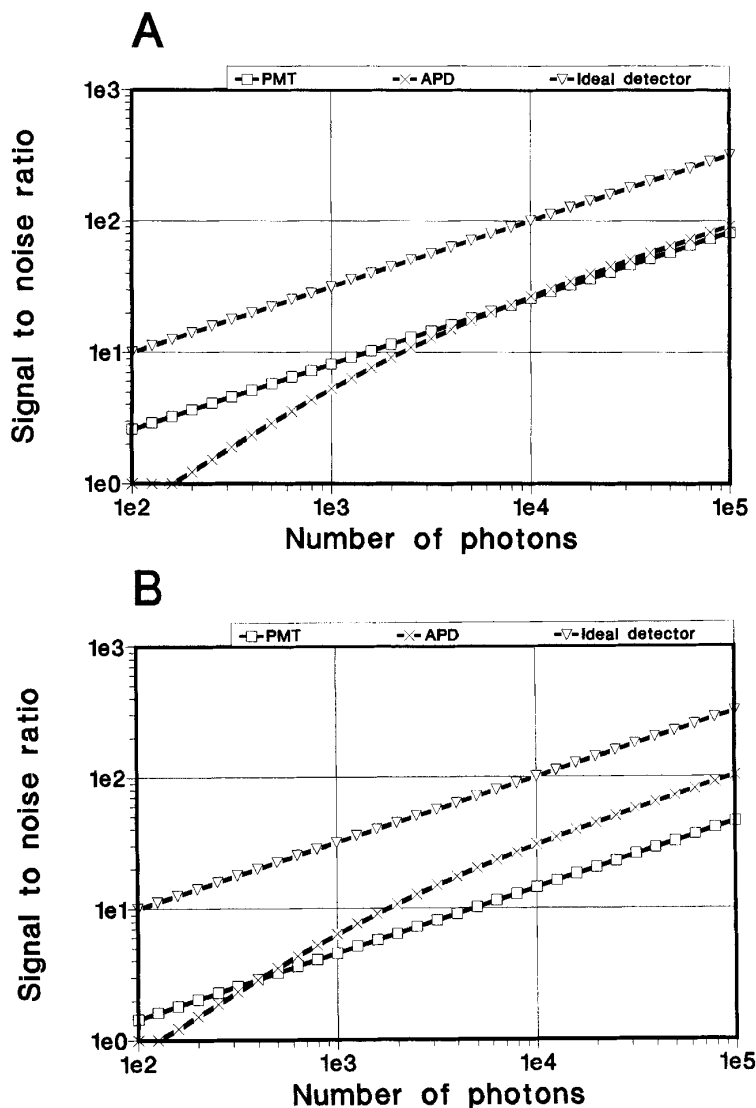 A
PMT APD Ideal detector
1e3
1e2
1e1
1e0
Signal to noise ratio
1e2 1e3 1e4 1e5
Number of photons
B
PMT APD Ideal detector
1e3
1e2
1e1
1e0
Signal to noise ratio
1e2 1e3 1e4 1e5
Number of photons